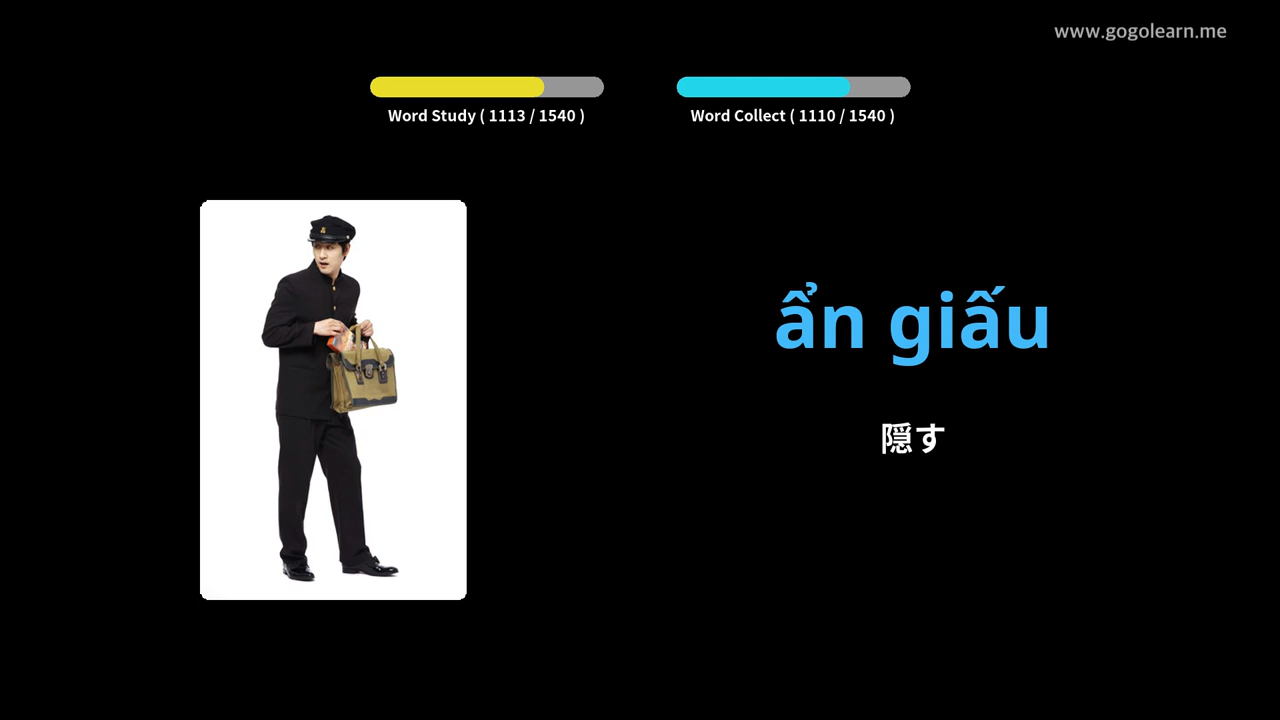 www.gogolearn.me
Word Study ( 1113 / 1540 )
Word Collect ( 1110 / 1540 )
ẩn giấu
隠す